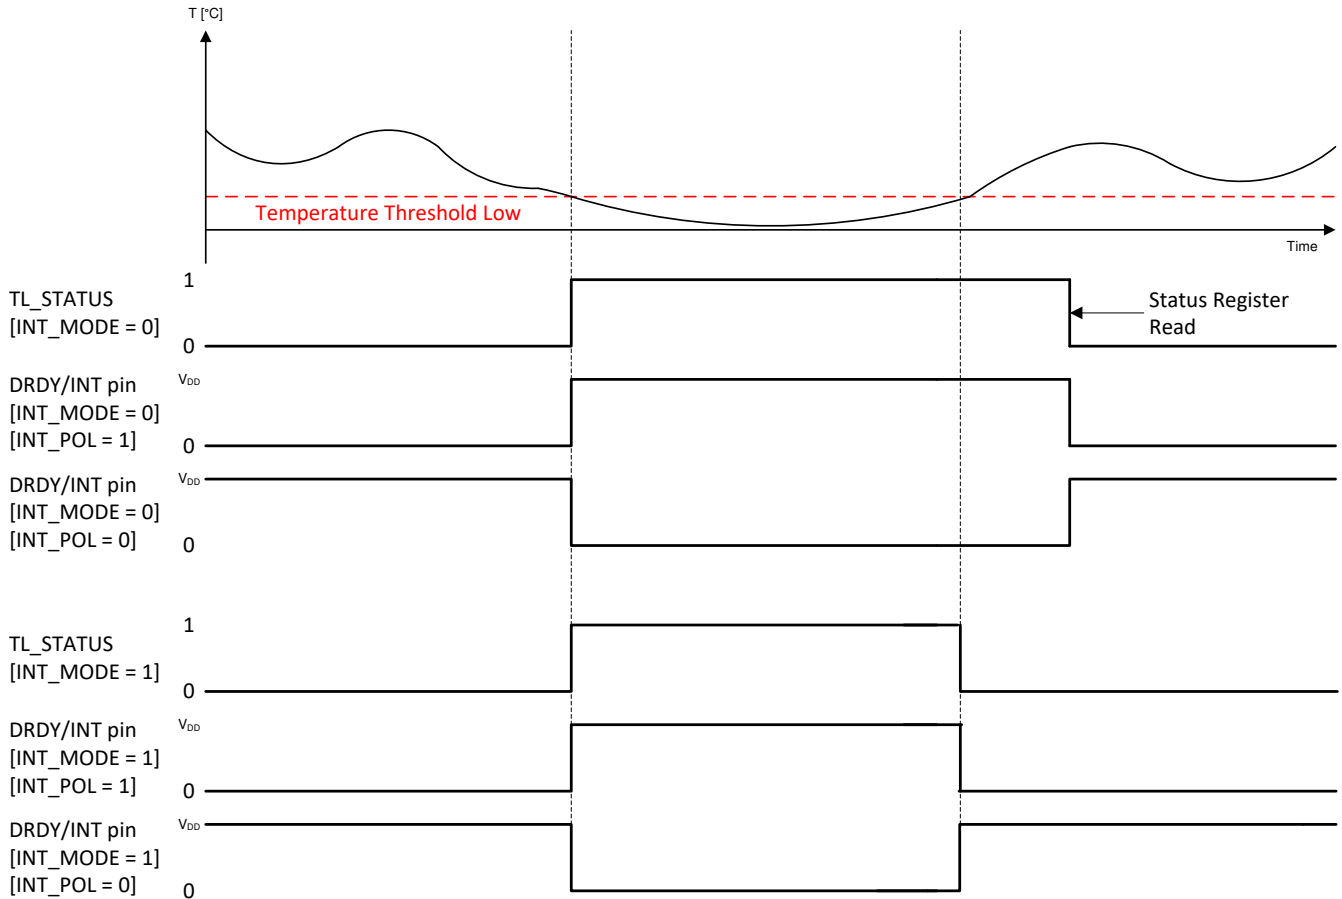 T [°C]
Temperature Threshold Low
Time
TL_STATUS
[INT_MODE = 0]
1
0
Status Register
Read
DRDY/INT pin
[INT_MODE = 0]
[INT_POL = 1]
VDD
0
DRDY/INT pin
[INT_MODE = 0]
[INT_POL = 0]
VDD
0
TL_STATUS
[INT_MODE = 1]
1
0
DRDY/INT pin
[INT_MODE = 1]
[INT_POL = 1]
VDD
0
DRDY/INT pin
[INT_MODE = 1]
[INT_POL = 0]
VDD
0